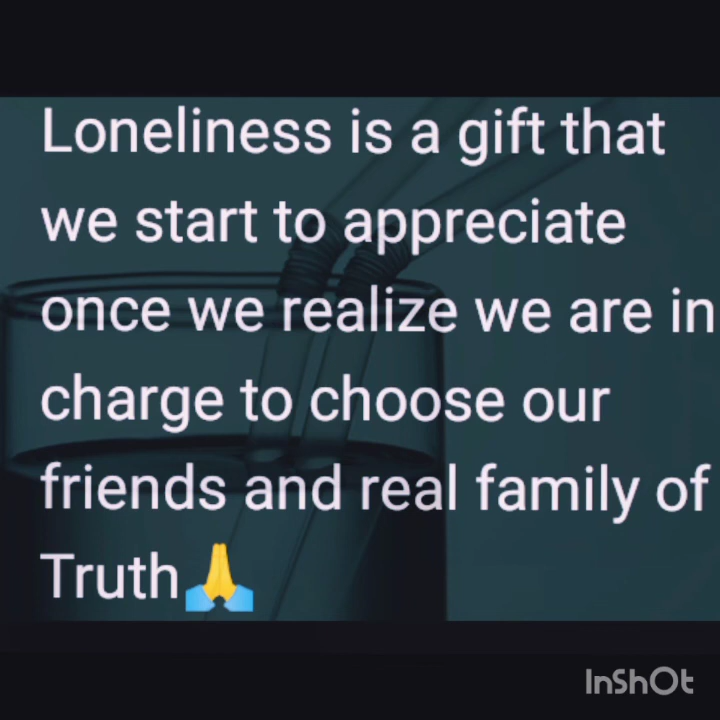 Loneliness is a gift that
we start to appreciate
once we realize we are in
charge to choose our
friends and real family of
Truth🙏
InShOt